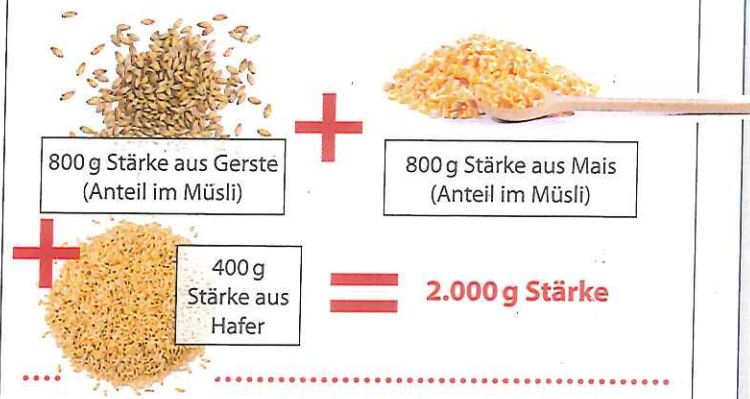 800 g Stärke aus Gerste
(Anteil im Müsli)
+
800 g Stärke aus Mais
(Anteil im Müsli)
+
400 g
Stärke aus
Hafer
=
2.000 g Stärke